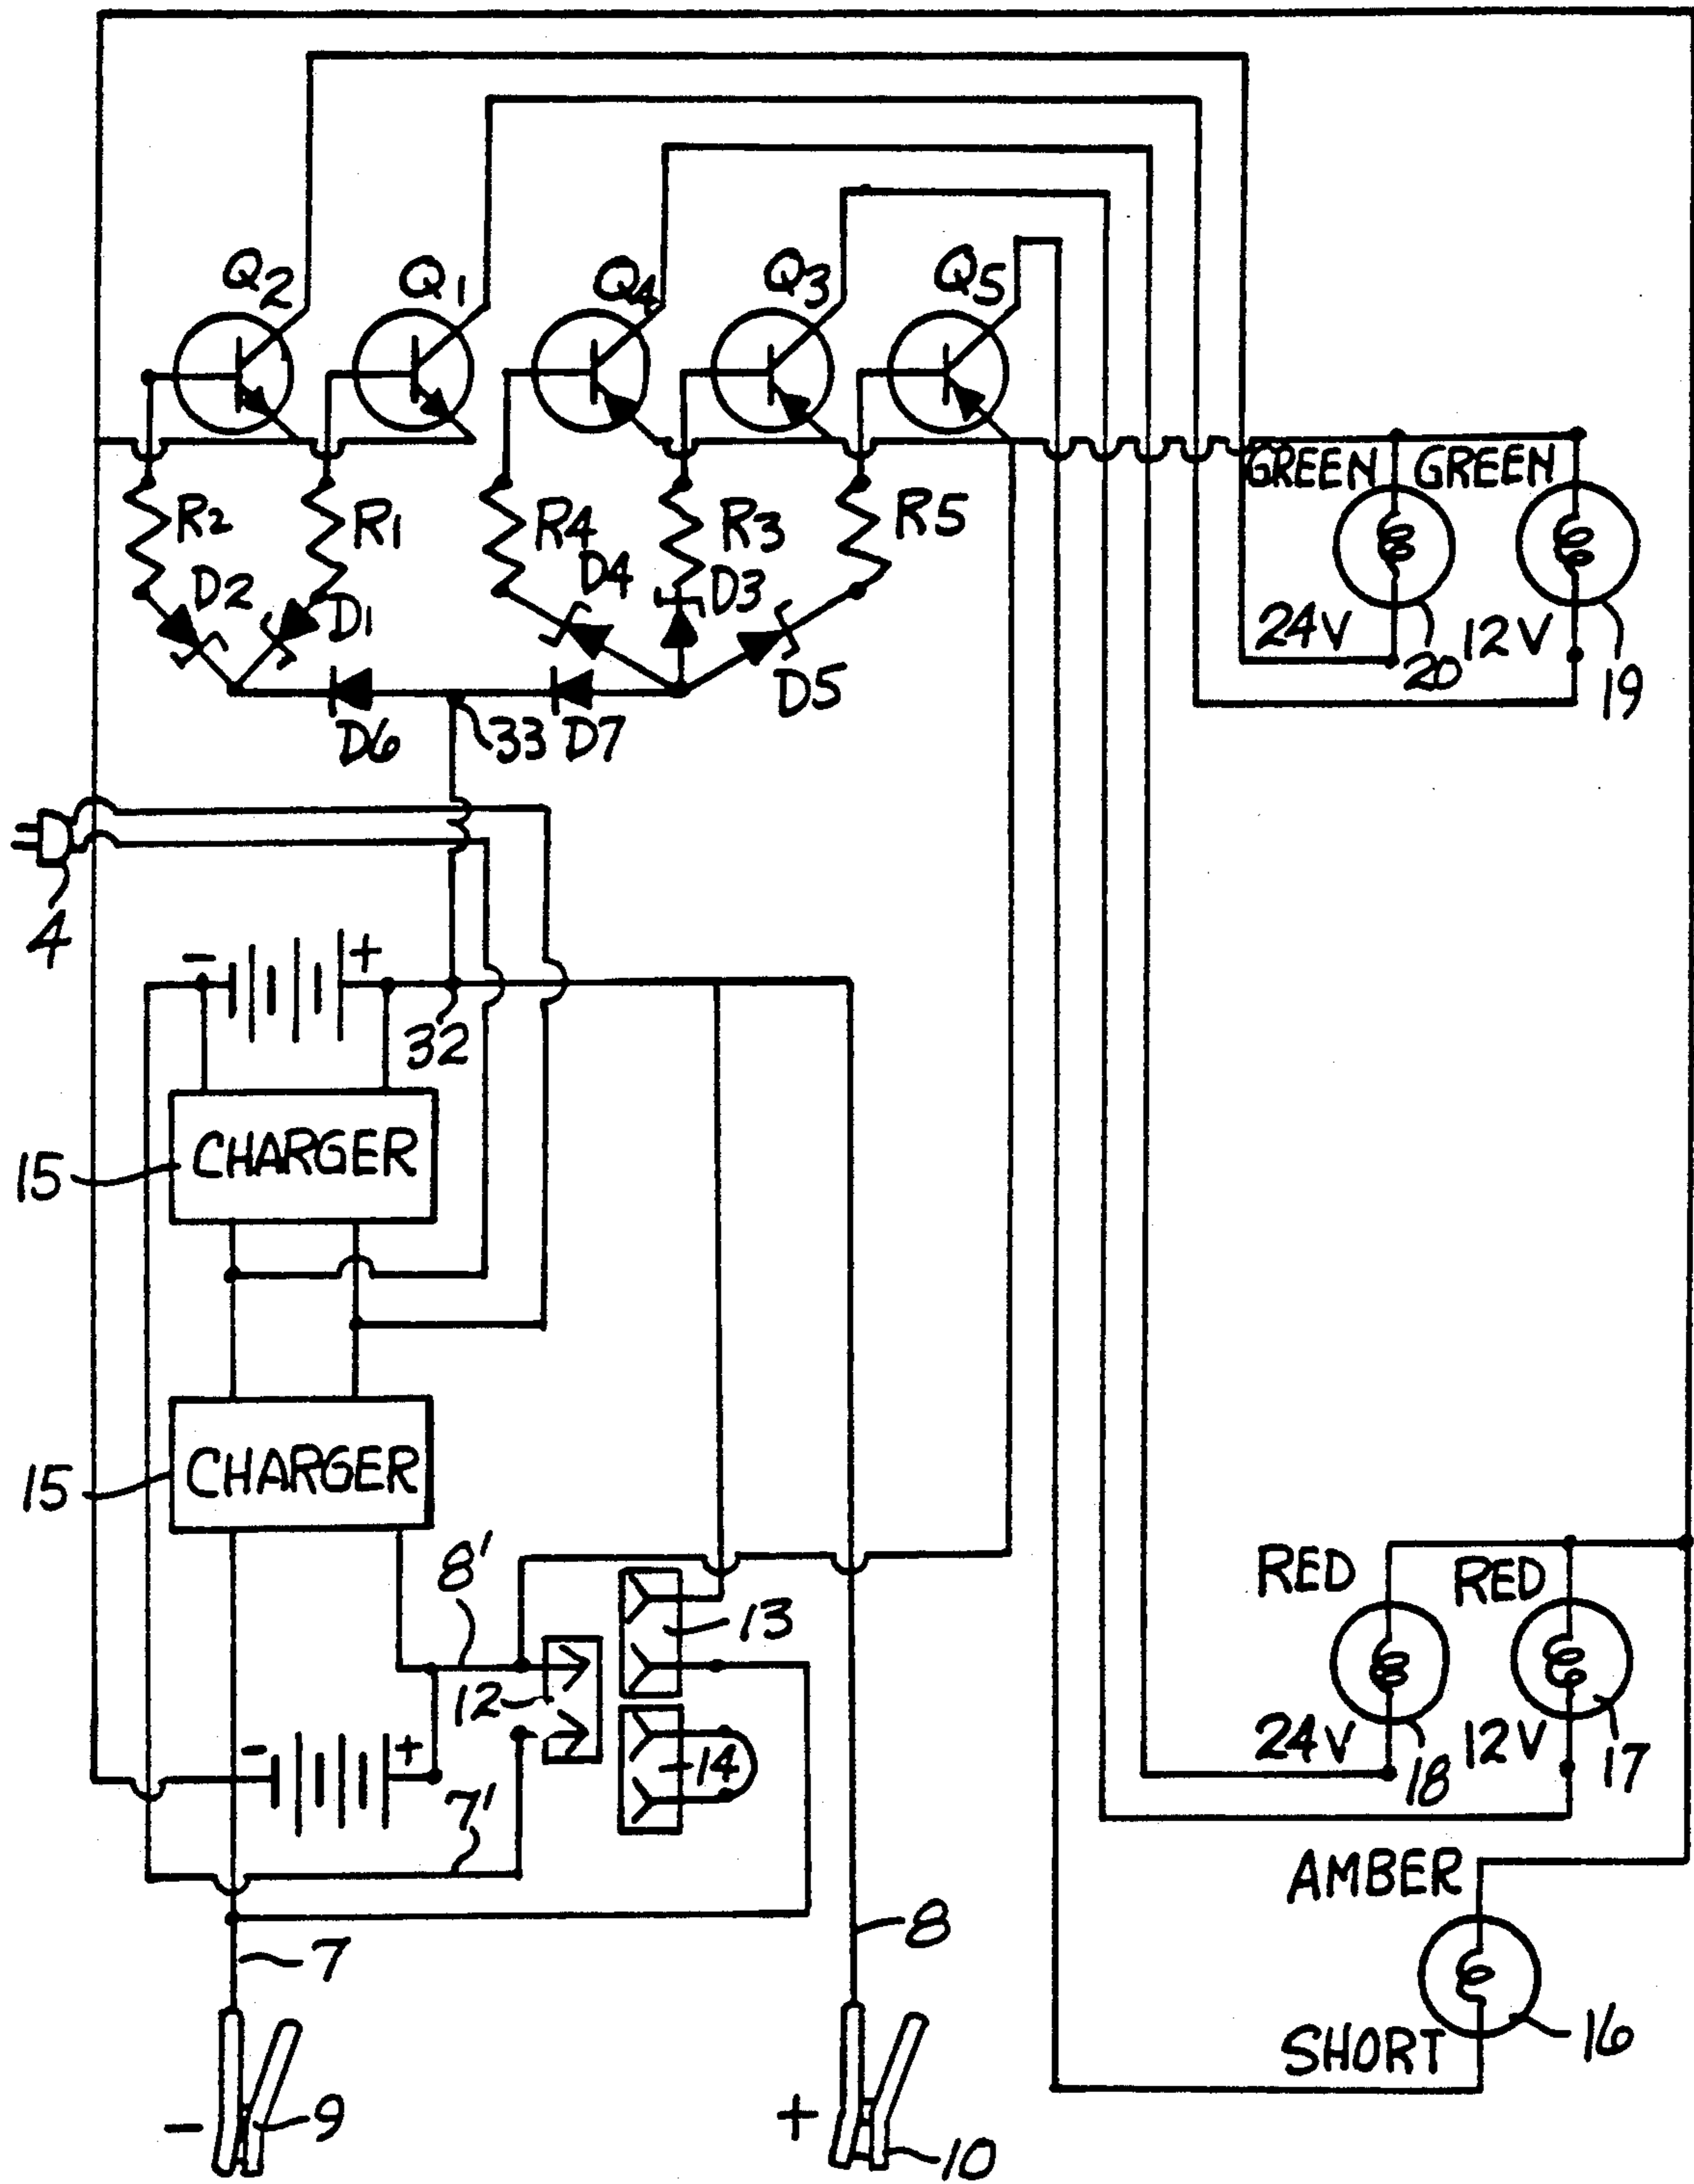 Q2
Q1
Q4
Q3
Q5
GREEN
GREEN
R2
R1
R4
R3
R5
D2
D1
D4
D3
D5
24V
20
12V
19
D6
33
D7
4
-
+
32
CHARGER
15
CHARGER
15
8'
12
13
14
RED
RED
24V
18
12V
17
-
+
7'
AMBER
7
8
SHORT
16
-
9
+
10